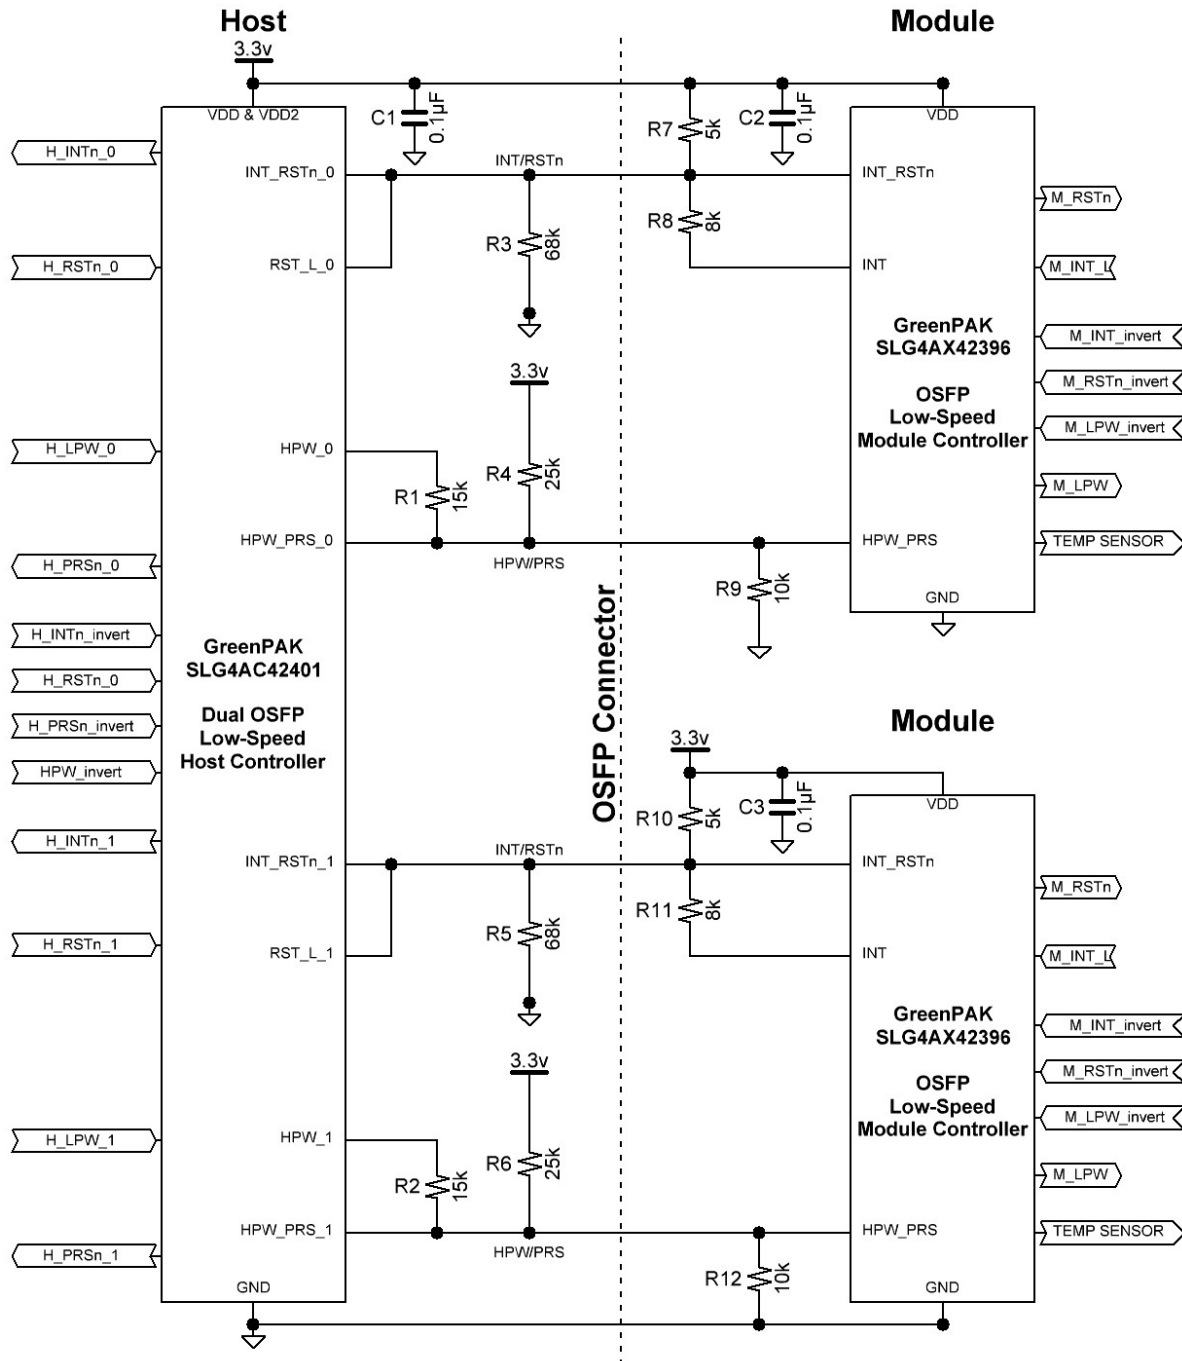 Host
Module
3.3v
VDD & VDD2
C1
0.1µF
R7
5k
C2
0.1µF
VDD
H_INTn_0
INT_RSTn_0
INT/RSTn
INT_RSTn
M_RSTn
R3
68k
R8
8k
H_RSTn_0
RST_L_0
INT
M_INT_L
GreenPAK
SLG4AX42396
M_INT_invert
3.3v
M_RSTn_invert
OSFP
Low-Speed
Module Controller
M_LPW_invert
H_LPW_0
HPW_0
R1
15k
R4
25k
M_LPW
HPW_PRS_0
HPW/PRS
HPW_PRS
TEMP SENSOR
H_PRSn_0
R9
10k
GND
OSFP Connector
H_INTn_invert
GreenPAK
SLG4AC42401
H_RSTn_0
Dual OSFP
Low-Speed
Host Controller
H_PRSn_invert
HPW_invert
Module
3.3v
R10
5k
C3
0.1µF
VDD
H_INTn_1
INT_RSTn_1
INT/RSTn
INT_RSTn
M_RSTn
R5
68k
R11
8k
H_RSTn_1
RST_L_1
INT
M_INT_L
GreenPAK
SLG4AX42396
M_INT_invert
3.3v
M_RSTn_invert
OSFP
Low-Speed
Module Controller
M_LPW_invert
H_LPW_1
HPW_1
R2
15k
R6
25k
M_LPW
HPW_PRS_1
HPW/PRS
HPW_PRS
TEMP SENSOR
H_PRSn_1
R12
10k
GND
GND